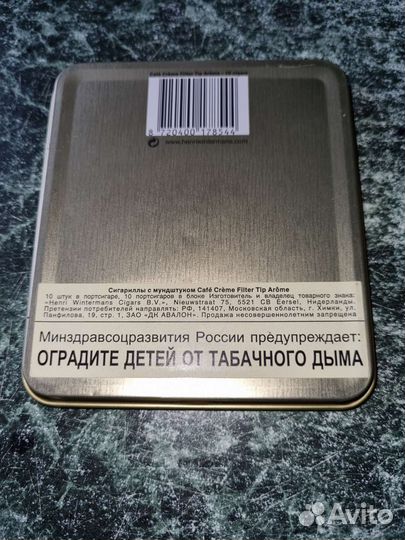 Café Crème Filter Tip Arôme - 10 cigars
8 720400 178544
www.henriwintermans.com
Сигариллы с мундштуком Café Crème Filter Tip Arôme
10 штук в портсигаре, 10 портсигаров в блоке Изготовитель и владелец товарного знака:
«Henri Wintermans Cigars B.V.», Nieuwstraat 75, 5521 CB Eersel, Нидерланды.
Претензии потребителей направлять: РФ, 141407, Московская область, г. Химки, ул.
Панфилова, 19, стр. 1, ЗАО "ДК АВАЛОН". Продажа несовершеннолетним запрещена
Минздравсоцразвития России предупреждает:
ОГРАДИТЕ ДЕТЕЙ ОТ ТАБАЧНОГО ДЫМА
Avito